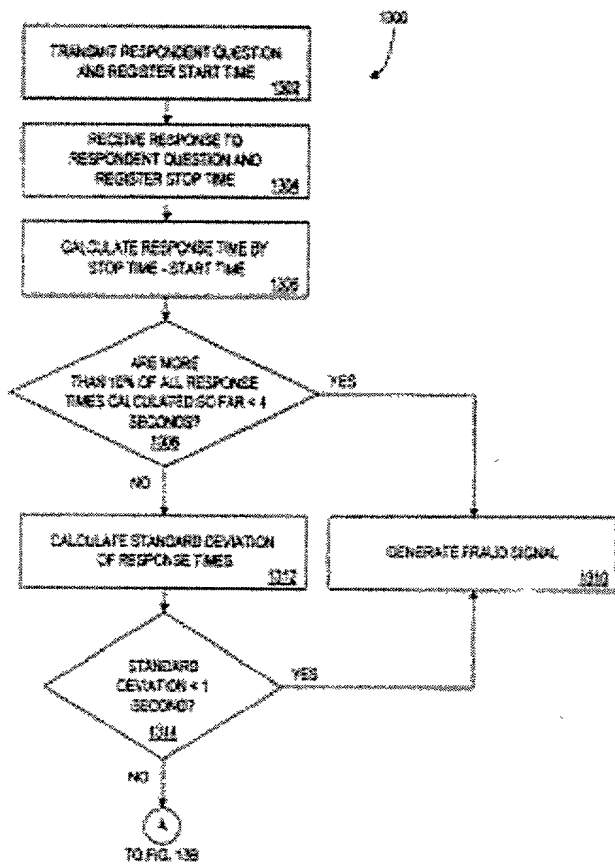 1300
TRANSMIT RESPONDENT QUESTION
AND REGISTER START TIME
1302
RECEIVE RESPONSE TO
RESPONDENT QUESTION AND
REGISTER STOP TIME
1304
CALCULATE RESPONSE TIME BY
STOP TIME - START TIME
ARE MORE
THAN 10% OF ALL RESPONSE
TIMES CALCULATED SO FAR < 4
SECONDS?
YES
NO
CALCULATE STANDARD DEVIATION
OF RESPONSE TIMES
1312
GENERATE FRAUD SIGNAL
1310
STANDARD
DEVIATION < 1
SECOND?
1314
YES
NO
A
TO FIG. 13B